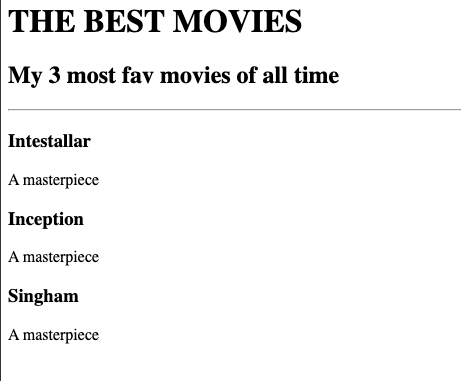 THE BEST MOVIES
My 3 most fav movies of all time
Intestallar
A masterpiece
Inception
A masterpiece
Singham
A masterpiece